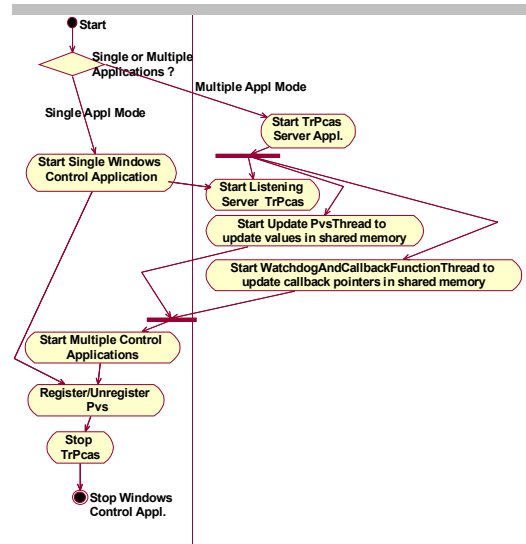 Start
Single or Multiple
Applications ?
Multiple Appl Mode
Single Appl Mode
Start TrPcas
Server Appl.
Start Single Windows
Control Application
Start Listening
Server TrPcas
Start Update PvsThread to
update values in shared memory
Start WatchdogAndCallbackFunctionThread to
update callback pointers in shared memory
Start Multiple Control
Applications
Register/Unregister
Pvs
Stop
TrPcas
Stop Windows
Control Appl.